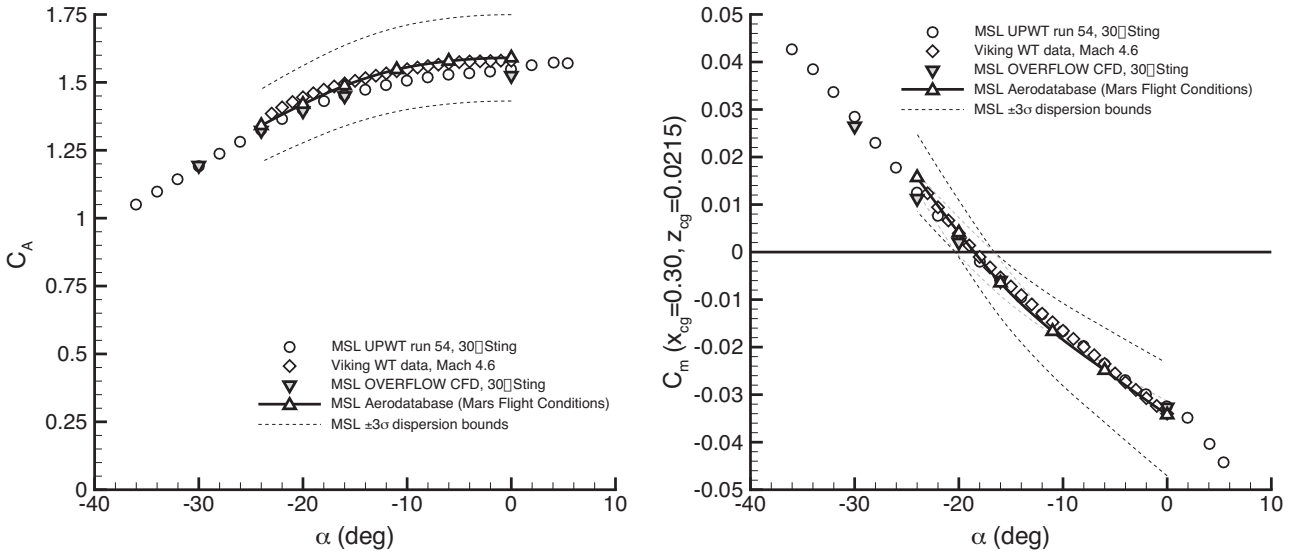 1.75
1.5
1.25
1
0.75
0.5
0.25
0
C_A
-40
-30
-20
-10
0
10
α (deg)
MSL UPWT run 54, 30▯Sting
Viking WT data, Mach 4.6
MSL OVERFLOW CFD, 30▯Sting
MSL Aerodatabase (Mars Flight Conditions)
MSL ±3σ dispersion bounds
0.05
0.04
0.03
0.02
0.01
0
-0.01
-0.02
-0.03
-0.04
-0.05
C_m (x_cg=0.30, z_cg=0.0215)
-40
-30
-20
-10
0
10
α (deg)
MSL UPWT run 54, 30▯Sting
Viking WT data, Mach 4.6
MSL OVERFLOW CFD, 30▯Sting
MSL Aerodatabase (Mars Flight Conditions)
MSL ±3σ dispersion bounds